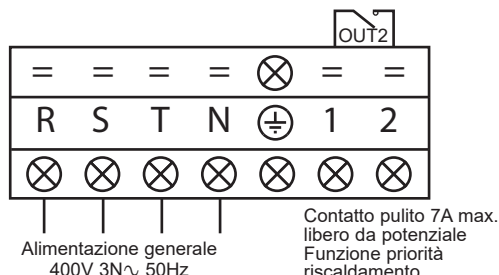 OUT2
= = = = = =
R S T N 1 2
Alimentazione generale
400V 3N∿ 50Hz
Contatto pulito 7A max.
libero da potenziale
Funzione priorità
riscaldamento